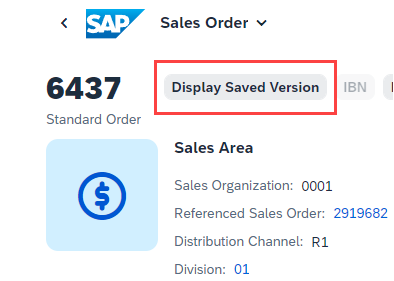 SAP Sales Order
6437 Display Saved Version IBN
Standard Order
Sales Area
Sales Organization: 0001
Referenced Sales Order: 2919682
Distribution Channel: R1
Division: 01